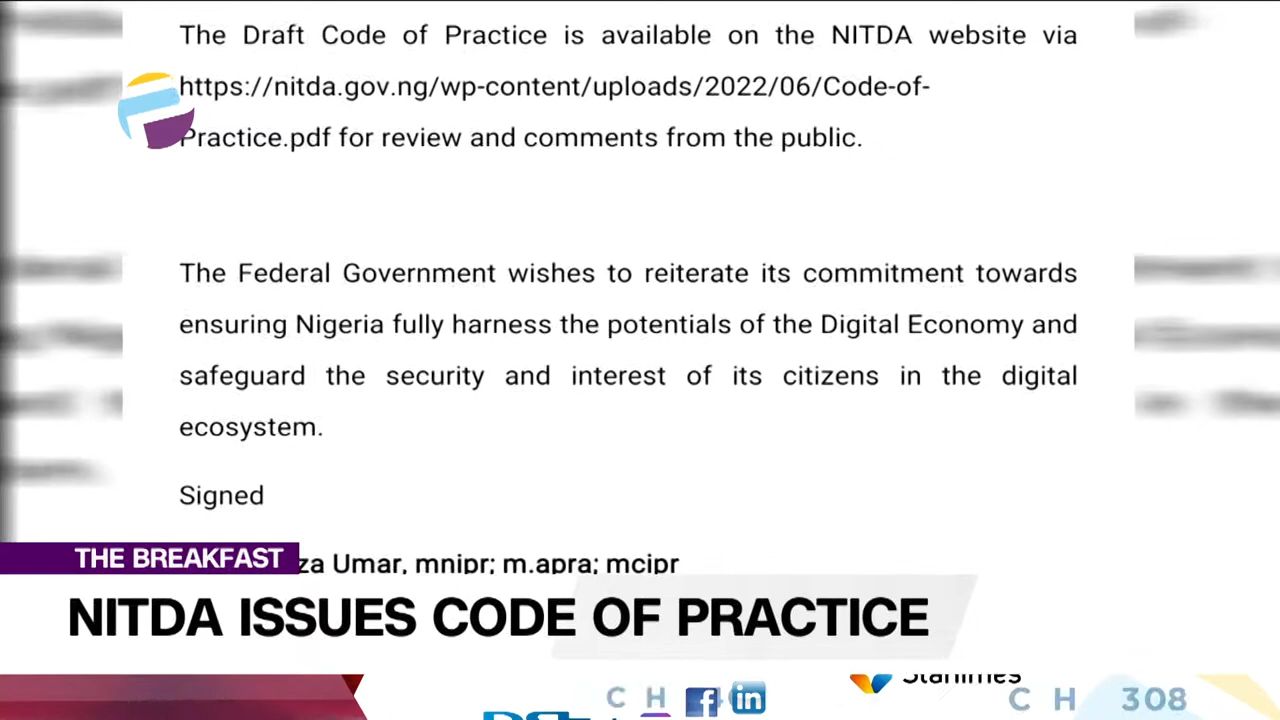 The Draft Code of Practice is available on the NITDA website via
https://nitda.gov.ng/wp-content/uploads/2022/06/Code-of-
Practice.pdf for review and comments from the public.
The Federal Government wishes to reiterate its commitment towards
ensuring Nigeria fully harness the potentials of the Digital Economy and
safeguard the security and interest of its citizens in the digital
ecosystem.
Signed
za Umar, mnipr; m.apra; mcipr
THE BREAKFAST
NITDA ISSUES CODE OF PRACTICE
CH
in
CH 308